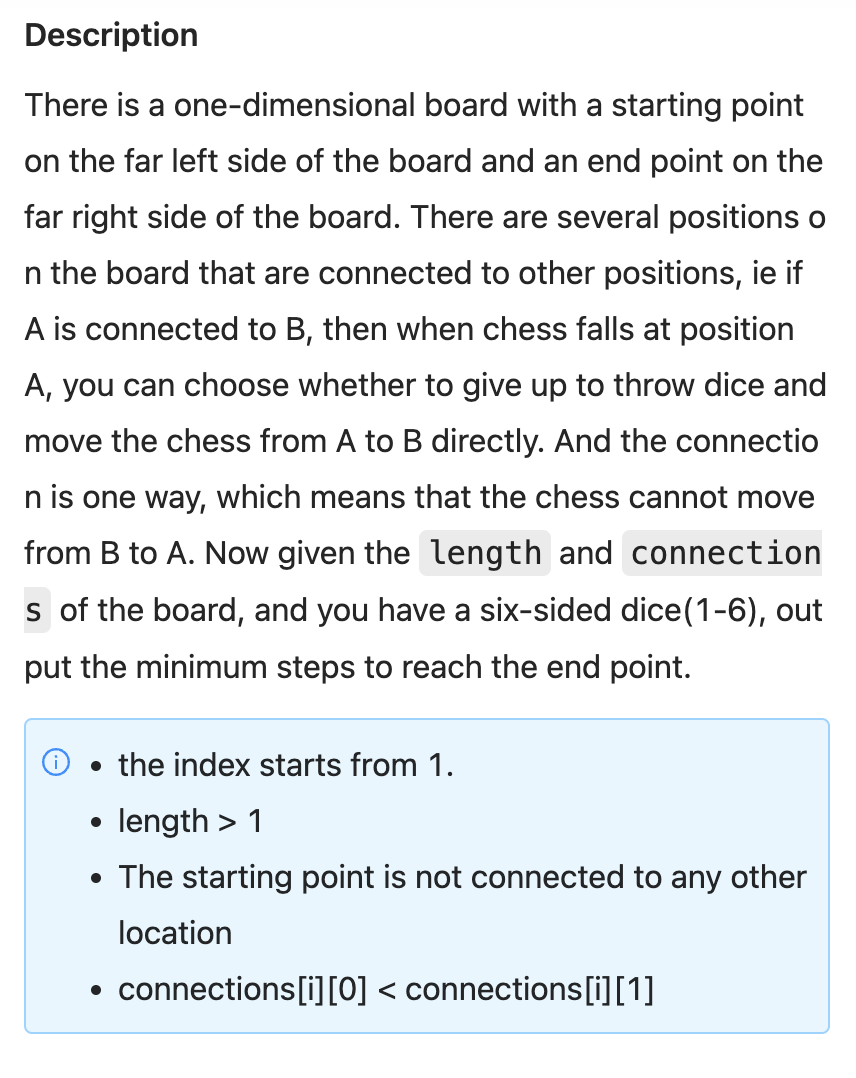 Description
There is a one-dimensional board with a starting point
on the far left side of the board and an end point on the
far right side of the board. There are several positions o
n the board that are connected to other positions, ie if
A is connected to B, then when chess falls at position
A, you can choose whether to give up to throw dice and
move the chess from A to B directly. And the connectio
n is one way, which means that the chess cannot move
from B to A. Now given the length and connection
s of the board, and you have a six-sided dice(1-6), out
put the minimum steps to reach the end point.
• the index starts from 1.
• length > 1
• The starting point is not connected to any other
location
• connections[i][0] < connections[i][1]